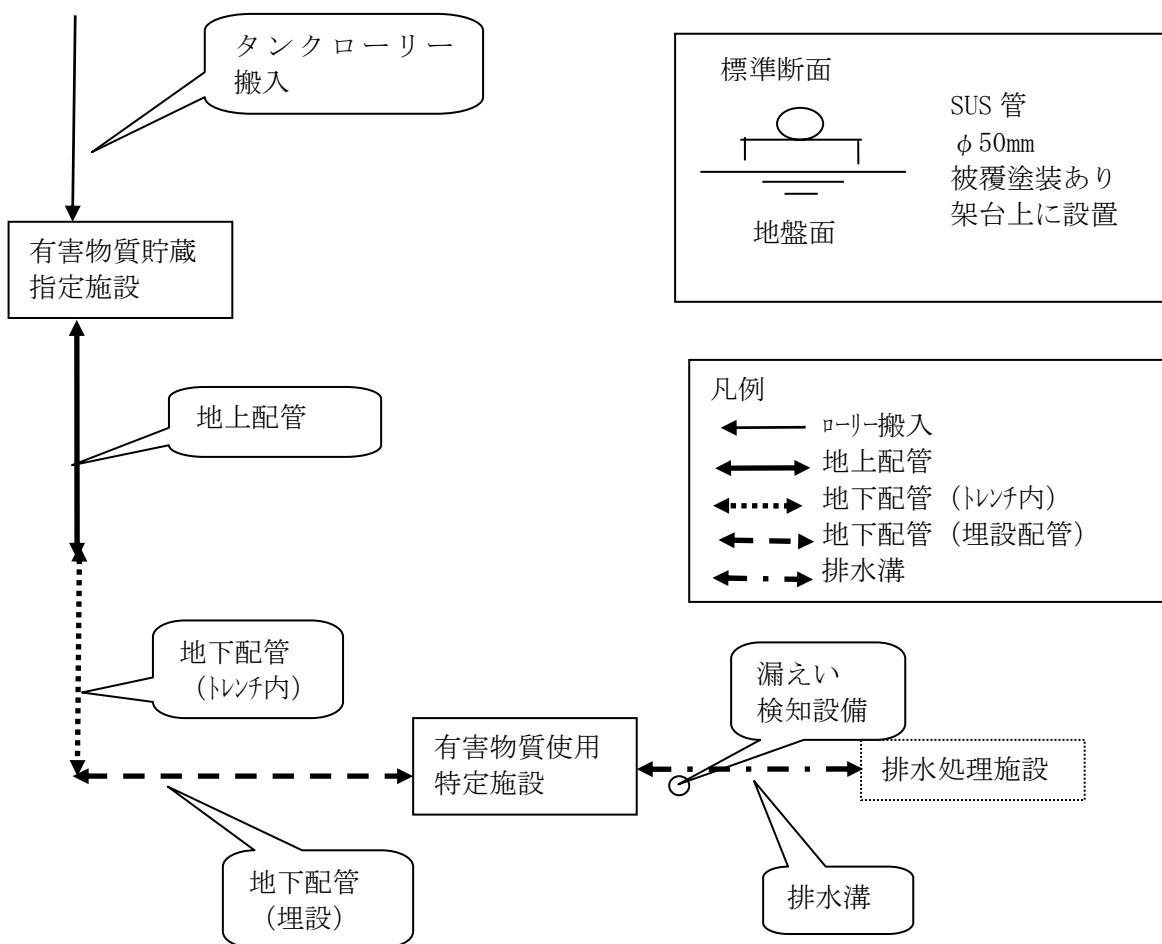 タンクローリー
搬入
標準断面
SUS 管
φ50mm
被覆塗装あり
架台上に設置
地盤面
有害物質貯蔵
指定施設
地上配管
凡例
ﾛｰﾘｰ搬入
地上配管
地下配管（ﾄﾚﾝﾁ内）
地下配管（埋設配管）
排水溝
地下配管
（ﾄﾚﾝﾁ内）
漏えい
検知設備
有害物質使用
特定施設
排水処理施設
地下配管
（埋設）
排水溝